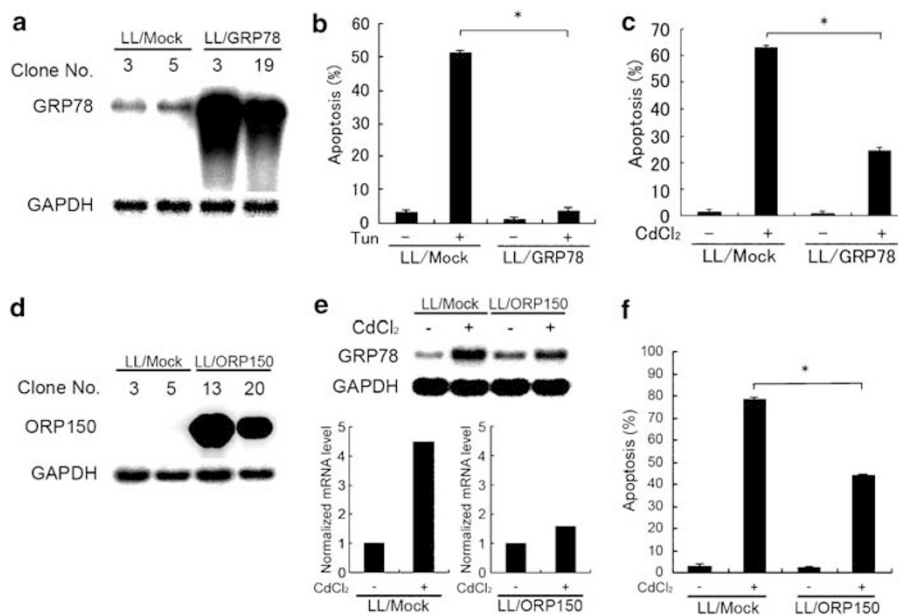 a
LL/Mock LL/GRP78
Clone No. 3 5 3 19
GRP78
GAPDH
b
Apoptosis (%)
60
50
40
30
20
10
0
Tun − + − +
LL/Mock LL/GRP78
*
c
Apoptosis (%)
70
60
50
40
30
20
10
0
CdCl₂ − + − +
LL/Mock LL/GRP78
*
d
LL/Mock LL/ORP150
Clone No. 3 5 13 20
ORP150
GAPDH
e
LL/Mock LL/ORP150
CdCl₂ - + - +
GRP78
GAPDH
Normalized mRNA level
5
4
3
2
1
0
CdCl₂ - +
LL/Mock
Normalized mRNA level
5
4
3
2
1
0
CdCl₂ - +
LL/ORP150
f
Apoptosis (%)
100
90
80
70
60
50
40
30
20
10
0
CdCl₂ - + - +
LL/Mock LL/ORP150
*